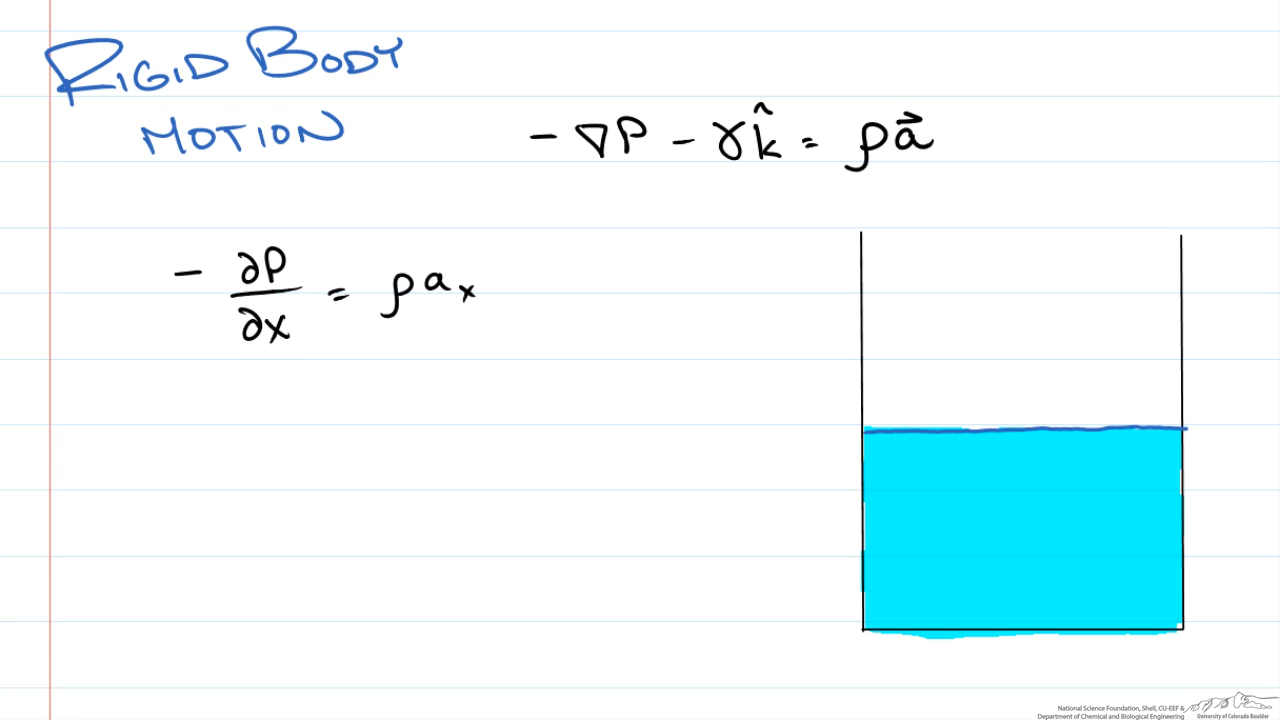 RIGID BODY
MOTION
- ∇P - γk̂ = ρa⃗
- ∂P/∂x = ρaₓ
National Science Foundation, Shell, CU-EEF &
Department of Chemical and Biological Engineering
University of Colorado Boulder